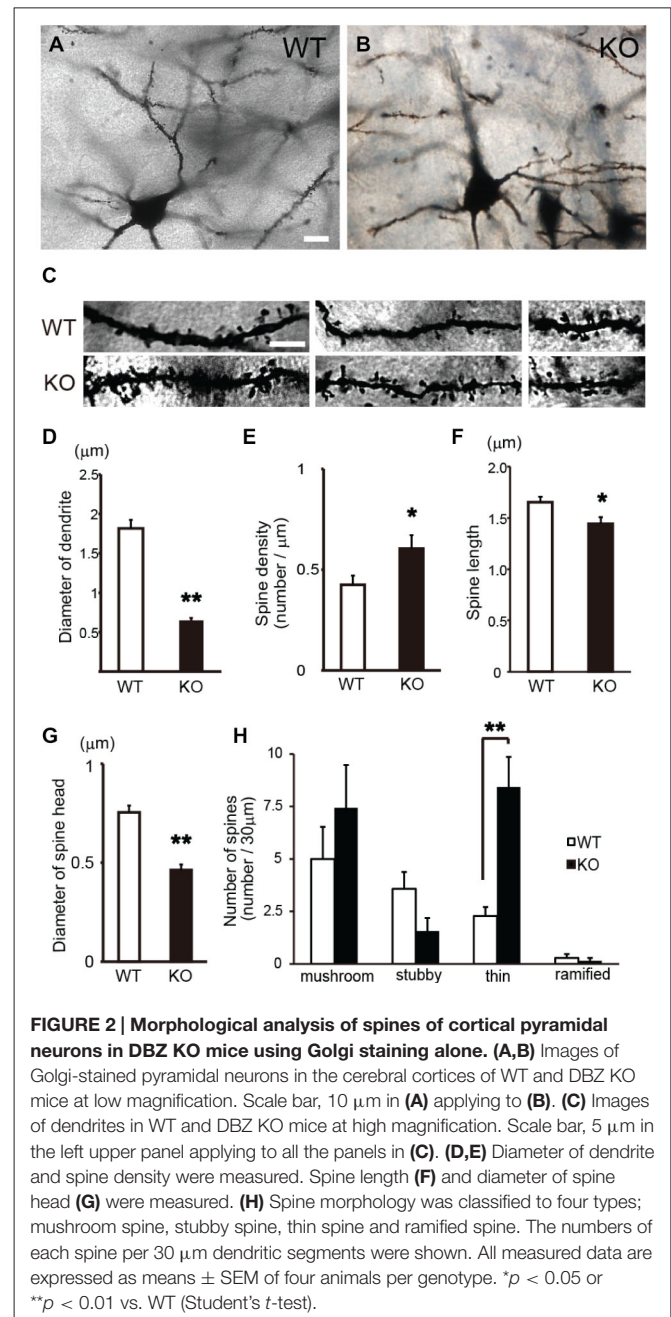 A
WT
B
KO
C
WT
KO
D
(μm)
2.5
2
1.5
1
0.5
Diameter of dendrite
**
WT
KO
E
1
0.5
0
Spine density
(number / μm)
*
WT
KO
F
(μm)
2.0
1.5
1.0
0.5
0
Spine length
*
WT
KO
G
(μm)
1
0.5
0
Diameter of spine head
**
WT
KO
H
10
7.5
5
2.5
0
Number of spines
(number / 30μm)
**
WT
KO
mushroom
stubby
thin
ramified
FIGURE 2 | Morphological analysis of spines of cortical pyramidal
neurons in DBZ KO mice using Golgi staining alone. (A,B) Images of
Golgi-stained pyramidal neurons in the cerebral cortices of WT and DBZ KO
mice at low magnification. Scale bar, 10 μm in (A) applying to (B). (C) Images
of dendrites in WT and DBZ KO mice at high magnification. Scale bar, 5 μm in
the left upper panel applying to all the panels in (C). (D,E) Diameter of dendrite
and spine density were measured. Spine length (F) and diameter of spine
head (G) were measured. (H) Spine morphology was classified to four types;
mushroom spine, stubby spine, thin spine and ramified spine. The numbers of
each spine per 30 μm dendritic segments were shown. All measured data are
expressed as means ± SEM of four animals per genotype. *p < 0.05 or
**p < 0.01 vs. WT (Student's t-test).